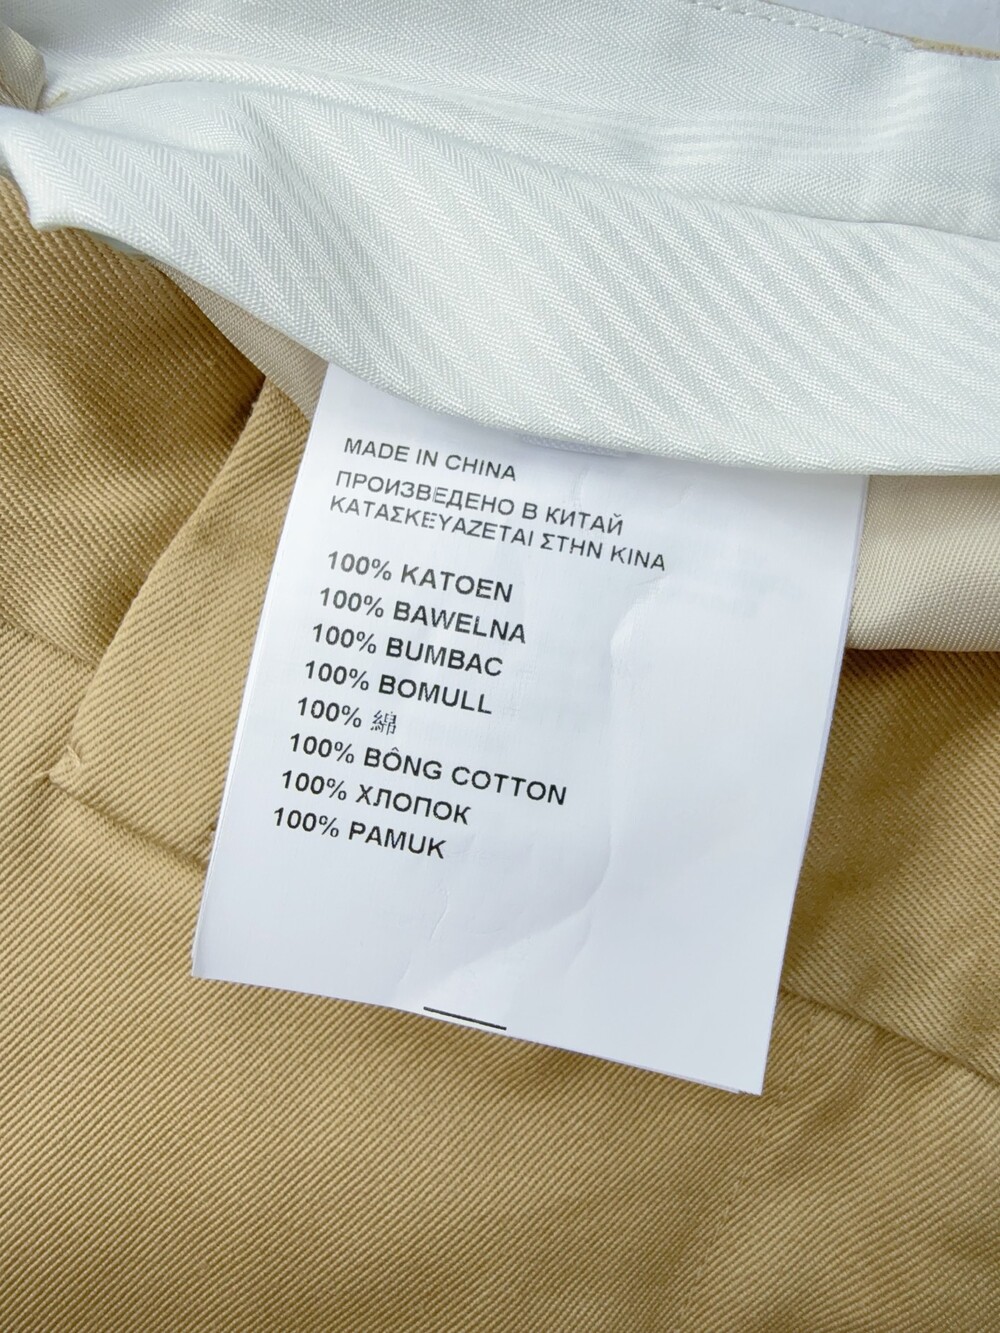 MADE IN CHINA
ПРОИЗВЕДЕНО В КИТАЙ
ΚΑΤΑΣΚΕΥΑΖΕΤΑΙ ΣΤΗΝ ΚΙΝΑ
100% KATOEN
100% BAWELNA
100% BUMBAC
100% BOMULL
100% 綿
100% BÔNG COTTON
100% ХЛОПОК
100% PAMUK